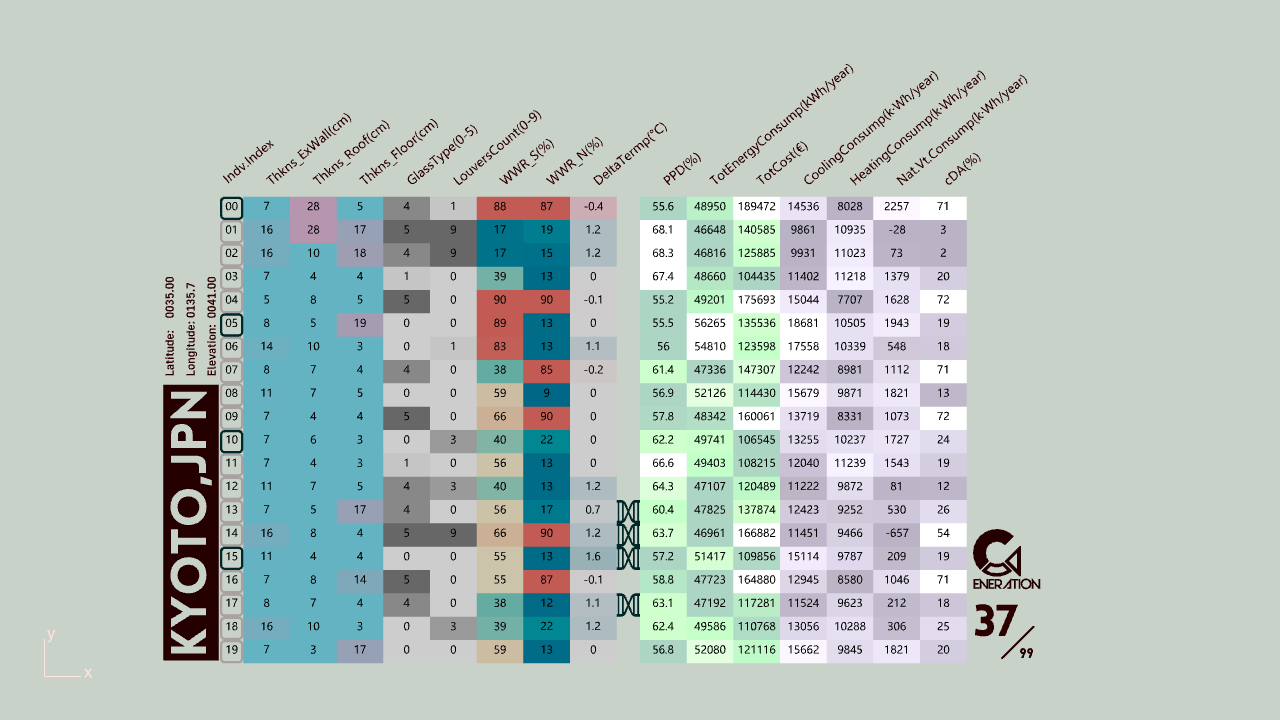 Indv.Index Thkns_ExWall(cm) Thkns_Roof(cm) Thkns_Floor(cm) GlassType(0-5) LouversCount(0-9) WWR_S(%) WWR_N(%) DeltaTermp(°C) PPD(%) TotEnergyConsump(kWh/year) TotCost(€) CoolingConsump(k·Wh/year) HeatingConsump(k·Wh/year) Nat.Vt.Consump(k·Wh/year) cDA(%)
00 7 28 5 4 1 88 87 -0.4 55.6 48950 189472 14536 8028 2257 71
01 16 28 17 5 9 17 19 1.2 68.1 46648 140585 9861 10935 -28 3
02 16 10 18 4 9 17 15 1.2 68.3 46816 125885 9931 11023 73 2
03 7 4 4 1 0 39 13 0 67.4 48660 104435 11402 11218 1379 20
04 5 8 5 5 0 90 90 -0.1 55.2 49201 175693 15044 7707 1628 72
05 8 5 19 0 0 89 13 0 55.5 56265 135536 18681 10505 1943 19
06 14 10 3 0 1 83 13 1.1 56 54810 123598 17558 10339 548 18
07 8 7 4 4 0 38 85 -0.2 61.4 47336 147307 12242 8981 1112 71
08 11 7 5 0 0 59 9 0 56.9 52126 114430 15679 9871 1821 13
09 7 4 4 5 0 66 90 0 57.8 48342 160061 13719 8331 1073 72
10 7 6 3 0 3 40 22 0 62.2 49741 106545 13255 10237 1727 24
11 7 4 3 1 0 56 13 0 66.6 49403 108215 12040 11239 1543 19
12 11 7 5 4 3 40 13 1.2 64.3 47107 120489 11222 9872 81 12
13 7 5 17 4 0 56 17 0.7 60.4 47825 137874 12423 9252 530 26
14 16 8 4 5 9 66 90 1.2 63.7 46961 166882 11451 9466 -657 54
15 11 4 4 0 0 55 13 1.6 57.2 51417 109856 15114 9787 209 19
16 7 8 14 5 0 55 87 -0.1 58.8 47723 164880 12945 8580 1046 71
17 8 7 4 4 0 38 12 1.1 63.1 47192 117281 11524 9623 212 18
18 16 10 3 0 3 39 22 1.2 62.4 49586 110768 13056 10288 306 25
19 7 3 17 0 0 59 13 0 56.8 52080 121116 15662 9845 1821 20
Latitude: 0035.00
Longitude: 0135.7
Elevation: 0041.00
KYOTO,JPN
ENERATION
37/99
y
x